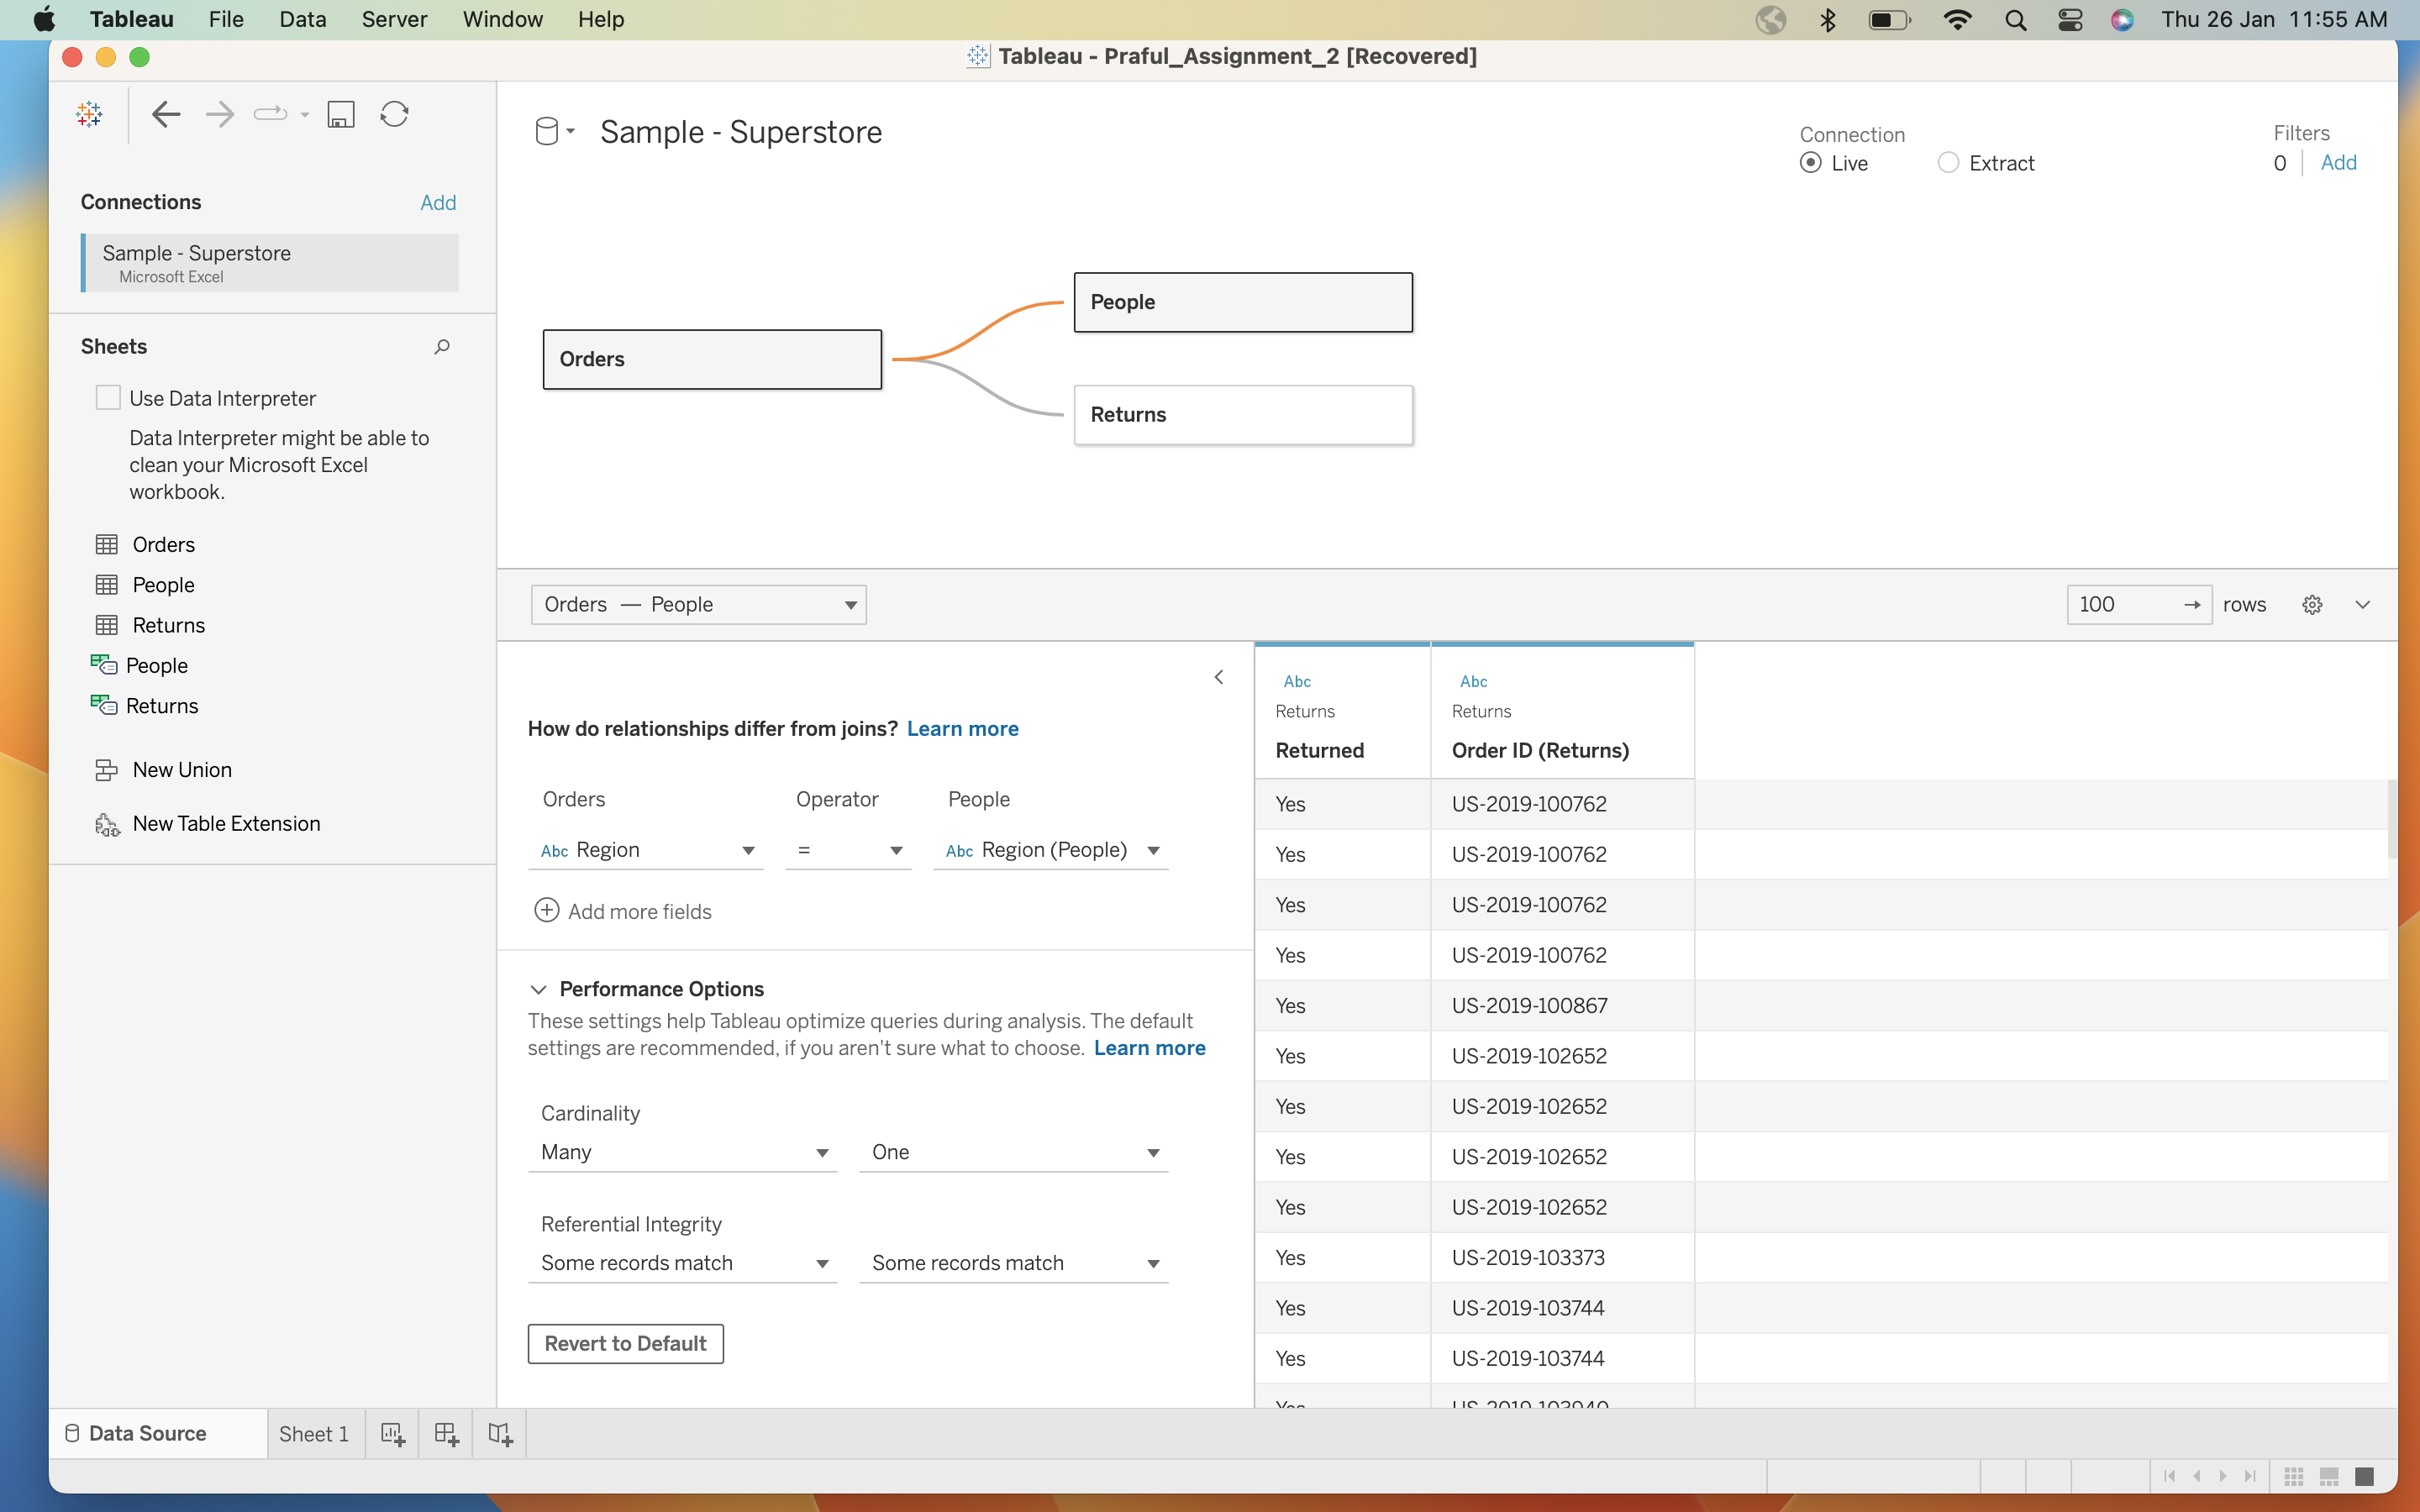 Tableau File Data Server Window Help Thu 26 Jan 11:55 AM
Tableau - Praful_Assignment_2 [Recovered]
Sample - Superstore
Connection
Live Extract
Filters
0 Add
Connections Add
Sample - Superstore
Microsoft Excel
Sheets
Use Data Interpreter
Data Interpreter might be able to
clean your Microsoft Excel
workbook.
Orders
People
Returns
People
Returns
New Union
New Table Extension
Orders
People
Returns
Orders — People
100 rows
How do relationships differ from joins? Learn more
Orders Operator People
Abc Region = Abc Region (People)
Add more fields
Performance Options
These settings help Tableau optimize queries during analysis. The default
settings are recommended, if you aren't sure what to choose. Learn more
Cardinality
Many One
Referential Integrity
Some records match Some records match
Revert to Default
Abc Abc
Returns Returns
Returned Order ID (Returns)
Yes US-2019-100762
Yes US-2019-100762
Yes US-2019-100762
Yes US-2019-100762
Yes US-2019-100867
Yes US-2019-102652
Yes US-2019-102652
Yes US-2019-102652
Yes US-2019-102652
Yes US-2019-103373
Yes US-2019-103744
Yes US-2019-103744
Yes US-2019-103940
Data Source Sheet 1